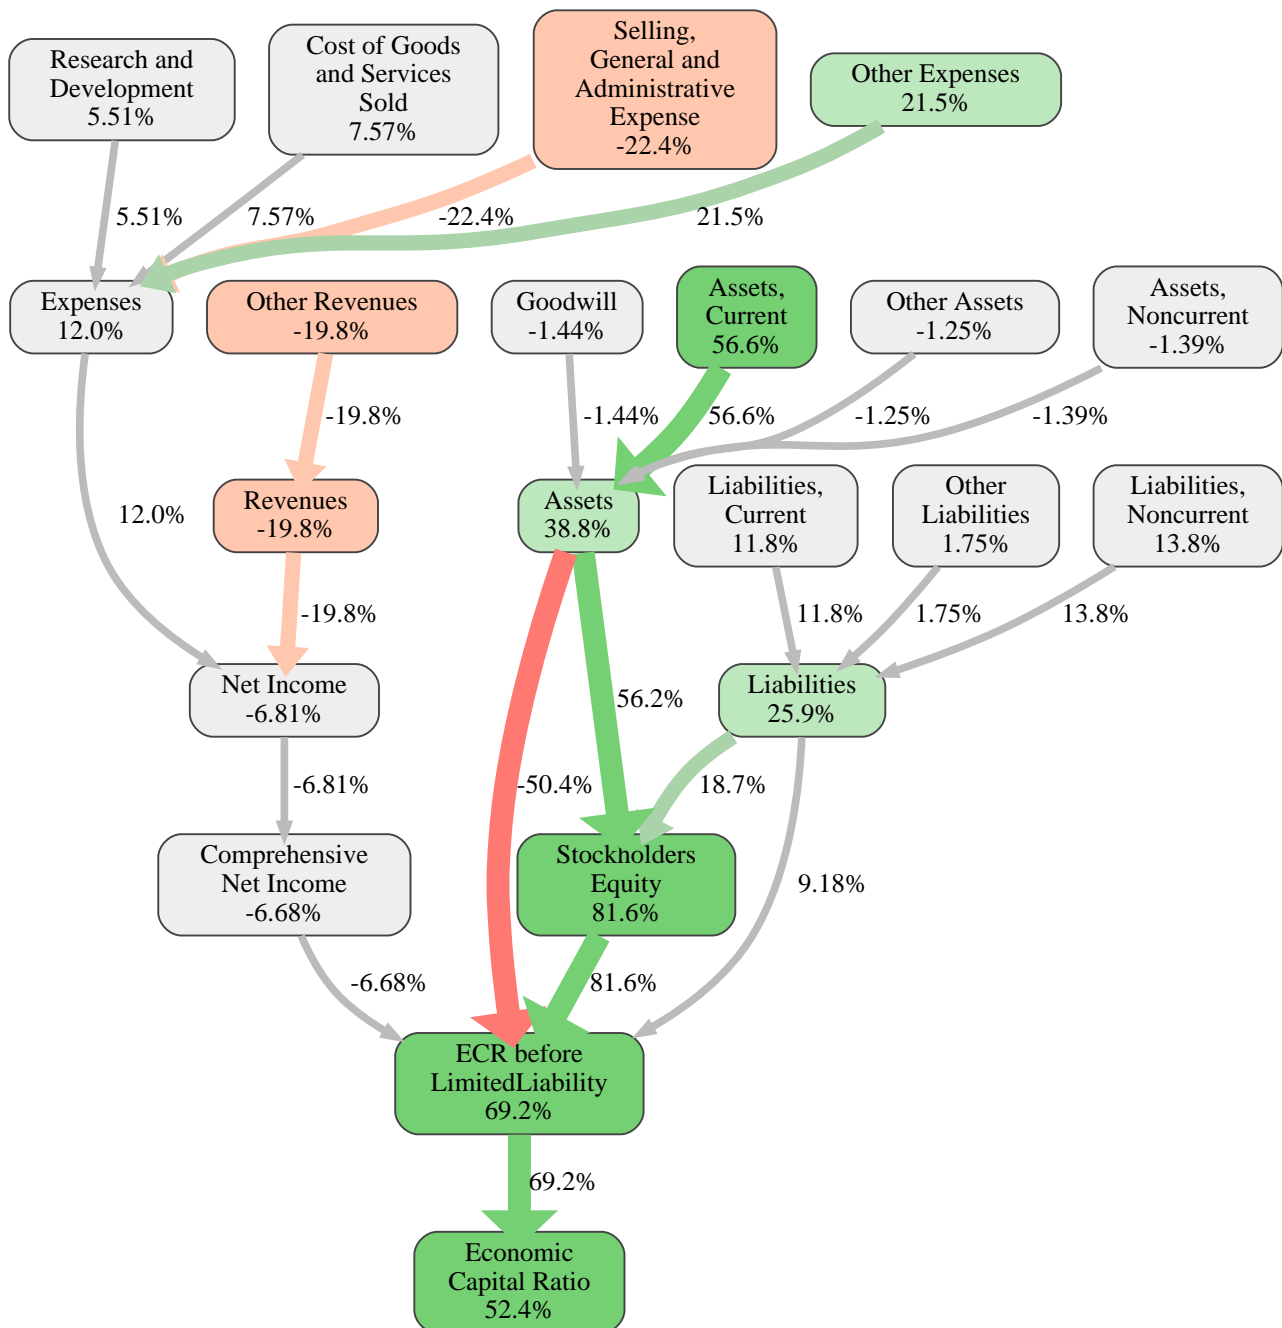 Research and
Development
5.51%
Cost of Goods
and Services
Sold
7.57%
Selling,
General and
Administrative
Expense
-22.4%
Other Expenses
21.5%
5.51%
7.57%
-22.4%
21.5%
Expenses
12.0%
Other Revenues
-19.8%
Goodwill
-1.44%
Assets,
Current
56.6%
Other Assets
-1.25%
Assets,
Noncurrent
-1.39%
-19.8%
-1.44%
56.6%
-1.25%
-1.39%
12.0%
Revenues
-19.8%
Assets
38.8%
Liabilities,
Current
11.8%
Other
Liabilities
1.75%
Liabilities,
Noncurrent
13.8%
-19.8%
11.8%
1.75%
13.8%
Net Income
-6.81%
56.2%
Liabilities
25.9%
-6.81%
-50.4%
18.7%
Comprehensive
Net Income
-6.68%
Stockholders
Equity
81.6%
9.18%
-6.68%
81.6%
ECR before
LimitedLiability
69.2%
69.2%
Economic
Capital Ratio
52.4%